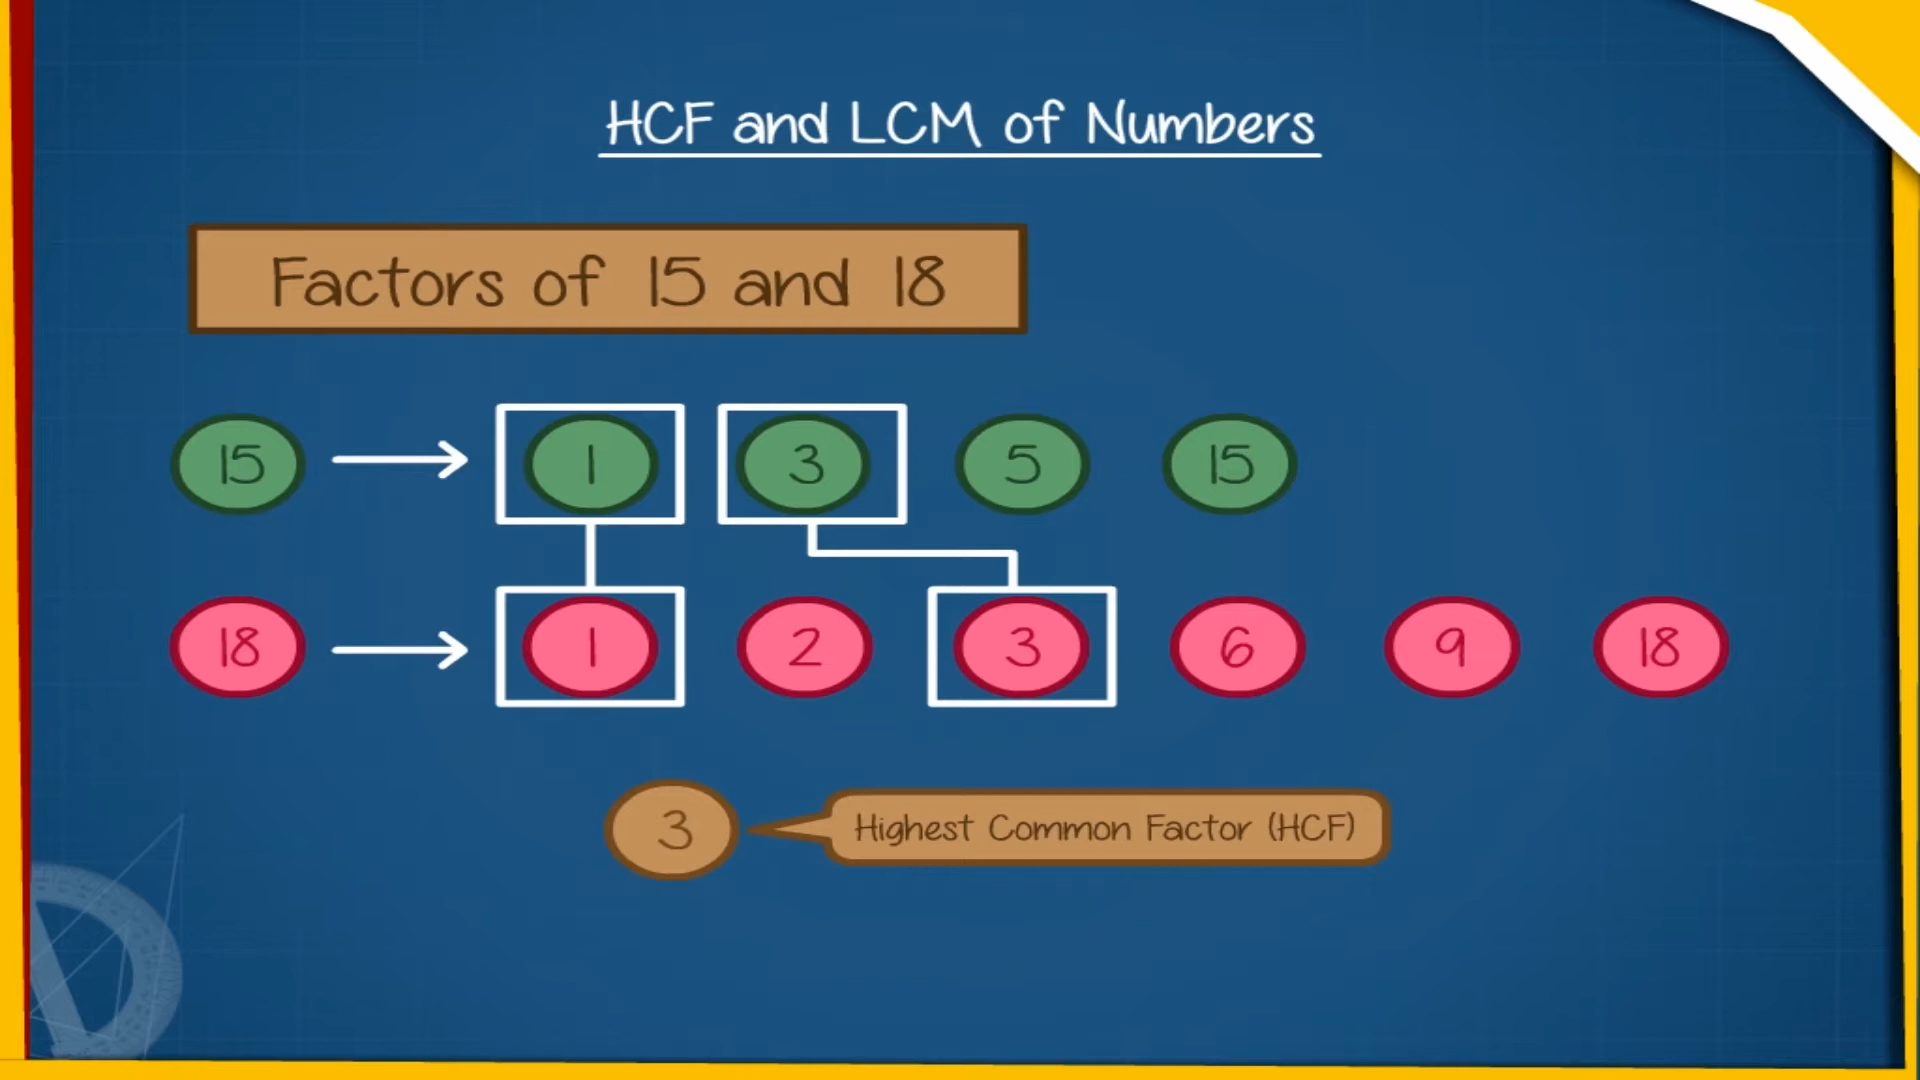 HCF and LCM of Numbers
Factors of 15 and 18
15 1 3 5 15
18 1 2 3 6 9 18
3 Highest Common Factor (HCF)